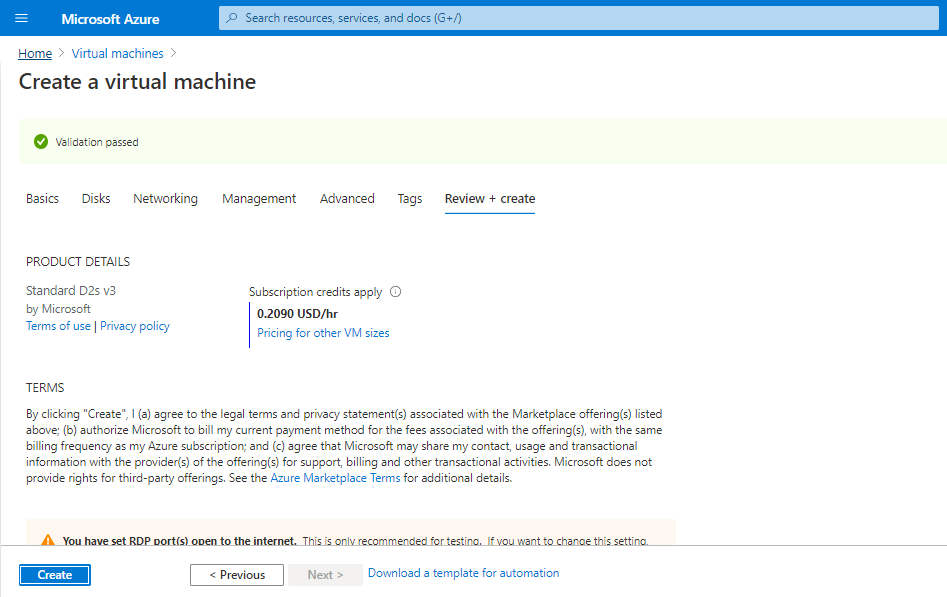 Microsoft Azure
Search resources, services, and docs (G+/)
Home > Virtual machines >
Create a virtual machine
Validation passed
Basics Disks Networking Management Advanced Tags Review + create
PRODUCT DETAILS
Standard D2s v3
by Microsoft
Terms of use | Privacy policy
Subscription credits apply
0.2090 USD/hr
Pricing for other VM sizes
TERMS
By clicking "Create", I (a) agree to the legal terms and privacy statement(s) associated with the Marketplace offering(s) listed
above; (b) authorize Microsoft to bill my current payment method for the fees associated with the offering(s), with the same
billing frequency as my Azure subscription; and (c) agree that Microsoft may share my contact, usage and transactional
information with the provider(s) of the offering(s) for support, billing and other transactional activities. Microsoft does not
provide rights for third-party offerings. See the Azure Marketplace Terms for additional details.
You have set RDP port(s) open to the internet. This is only recommended for testing. If you want to change this setting,
Create
< Previous
Next >
Download a template for automation